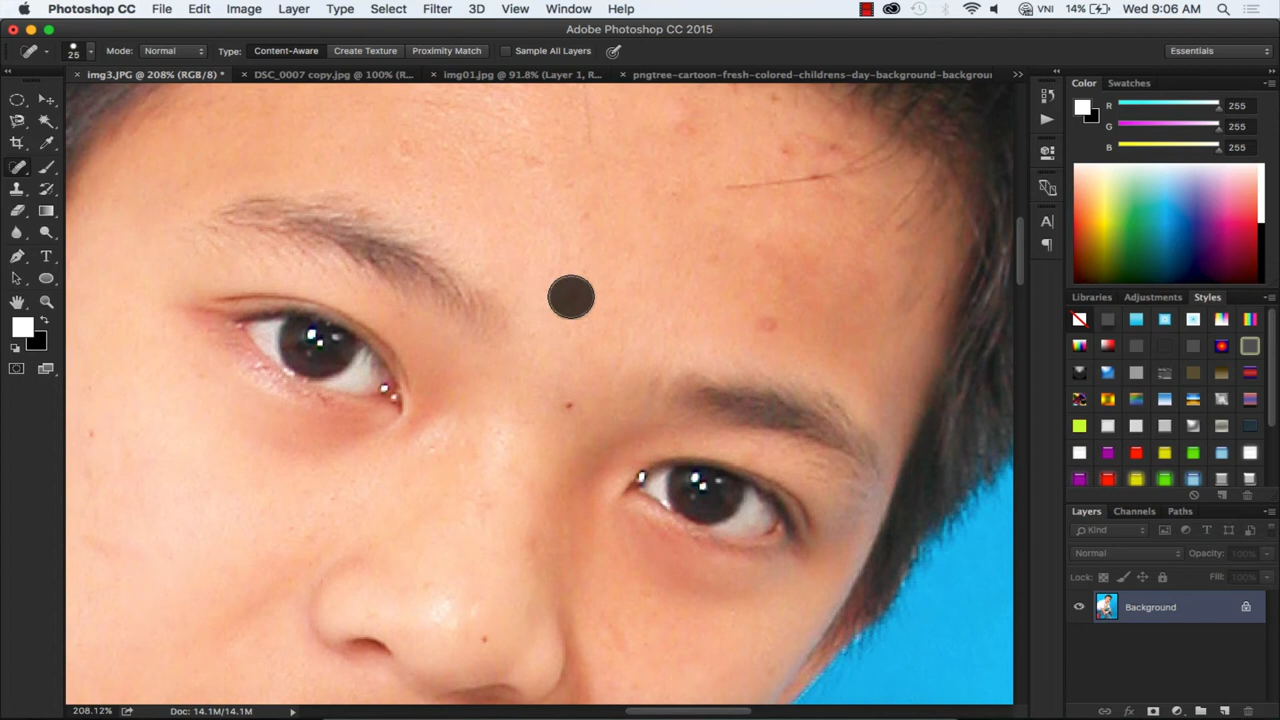 Photoshop CC File Edit Image Layer Type Select Filter 3D View Window Help VNI 14% Wed 9:06 AM
Adobe Photoshop CC 2015
25 Mode: Normal Type: Content-Aware Create Texture Proximity Match Sample All Layers Essentials
img3.JPG @ 208% (RGB/8) * DSC_0007 copy.jpg @ 100% (R... img01.jpg @ 91.8% (Layer 1, R... pngtree-cartoon-fresh-colored-childrens-day-background-backgroun
Color Swatches
R 255
G 255
B 255
Libraries Adjustments Styles
Layers Channels Paths
Kind
Normal Opacity: 100%
Lock: Fill: 100%
Background
208.12% Doc: 14.1M/14.1M